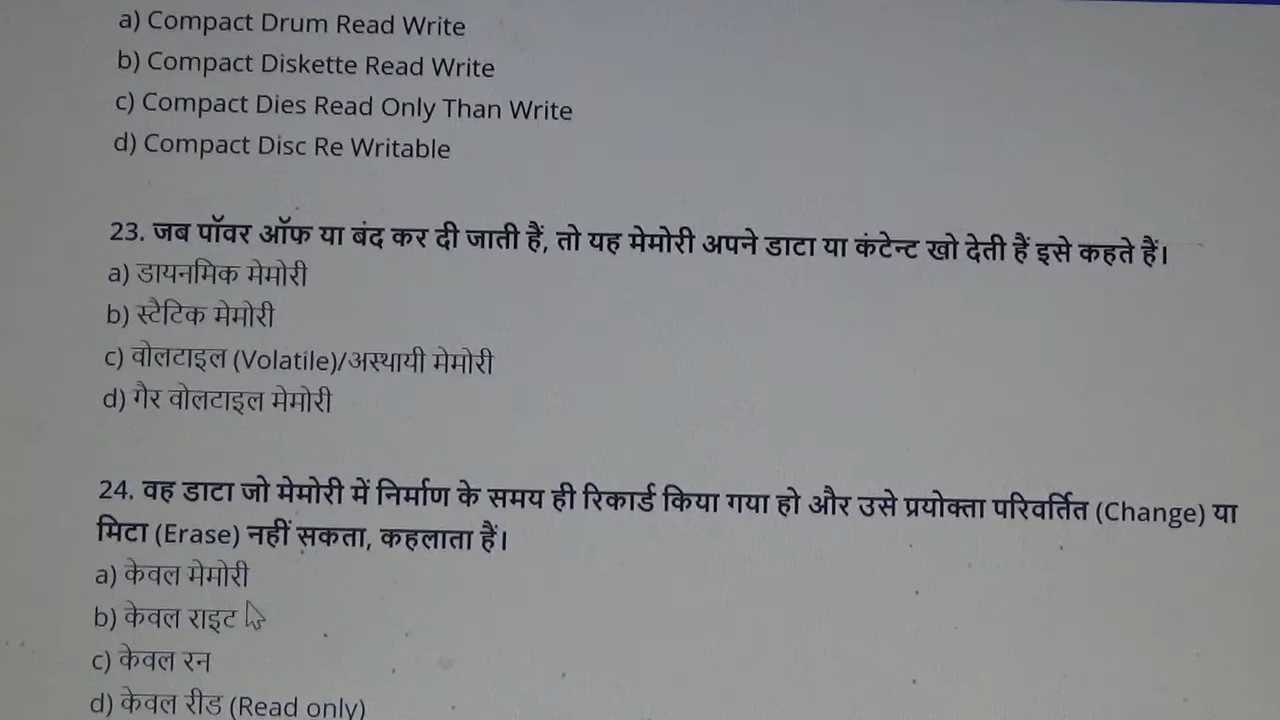 a) Compact Drum Read Write
b) Compact Diskette Read Write
c) Compact Dies Read Only Than Write
d) Compact Disc Re Writable
23. जब पॉवर ऑफ या बंद कर दी जाती हैं, तो यह मेमोरी अपने डाटा या कंटेन्ट खो देती हैं इसे कहते हैं।
a) डायनमिक मेमोरी
b) स्टैटिक मेमोरी
c) वोलटाइल (Volatile)/अस्थायी मेमोरी
d) गैर वोलटाइल मेमोरी
24. वह डाटा जो मेमोरी में निर्माण के समय ही रिकार्ड किया गया हो और उसे प्रयोक्ता परिवर्तित (Change) या
मिटा (Erase) नहीं सकता, कहलाता हैं।
a) केवल मेमोरी
b) केवल राइट
c) केवल रन
d) केवल रीड (Read only)